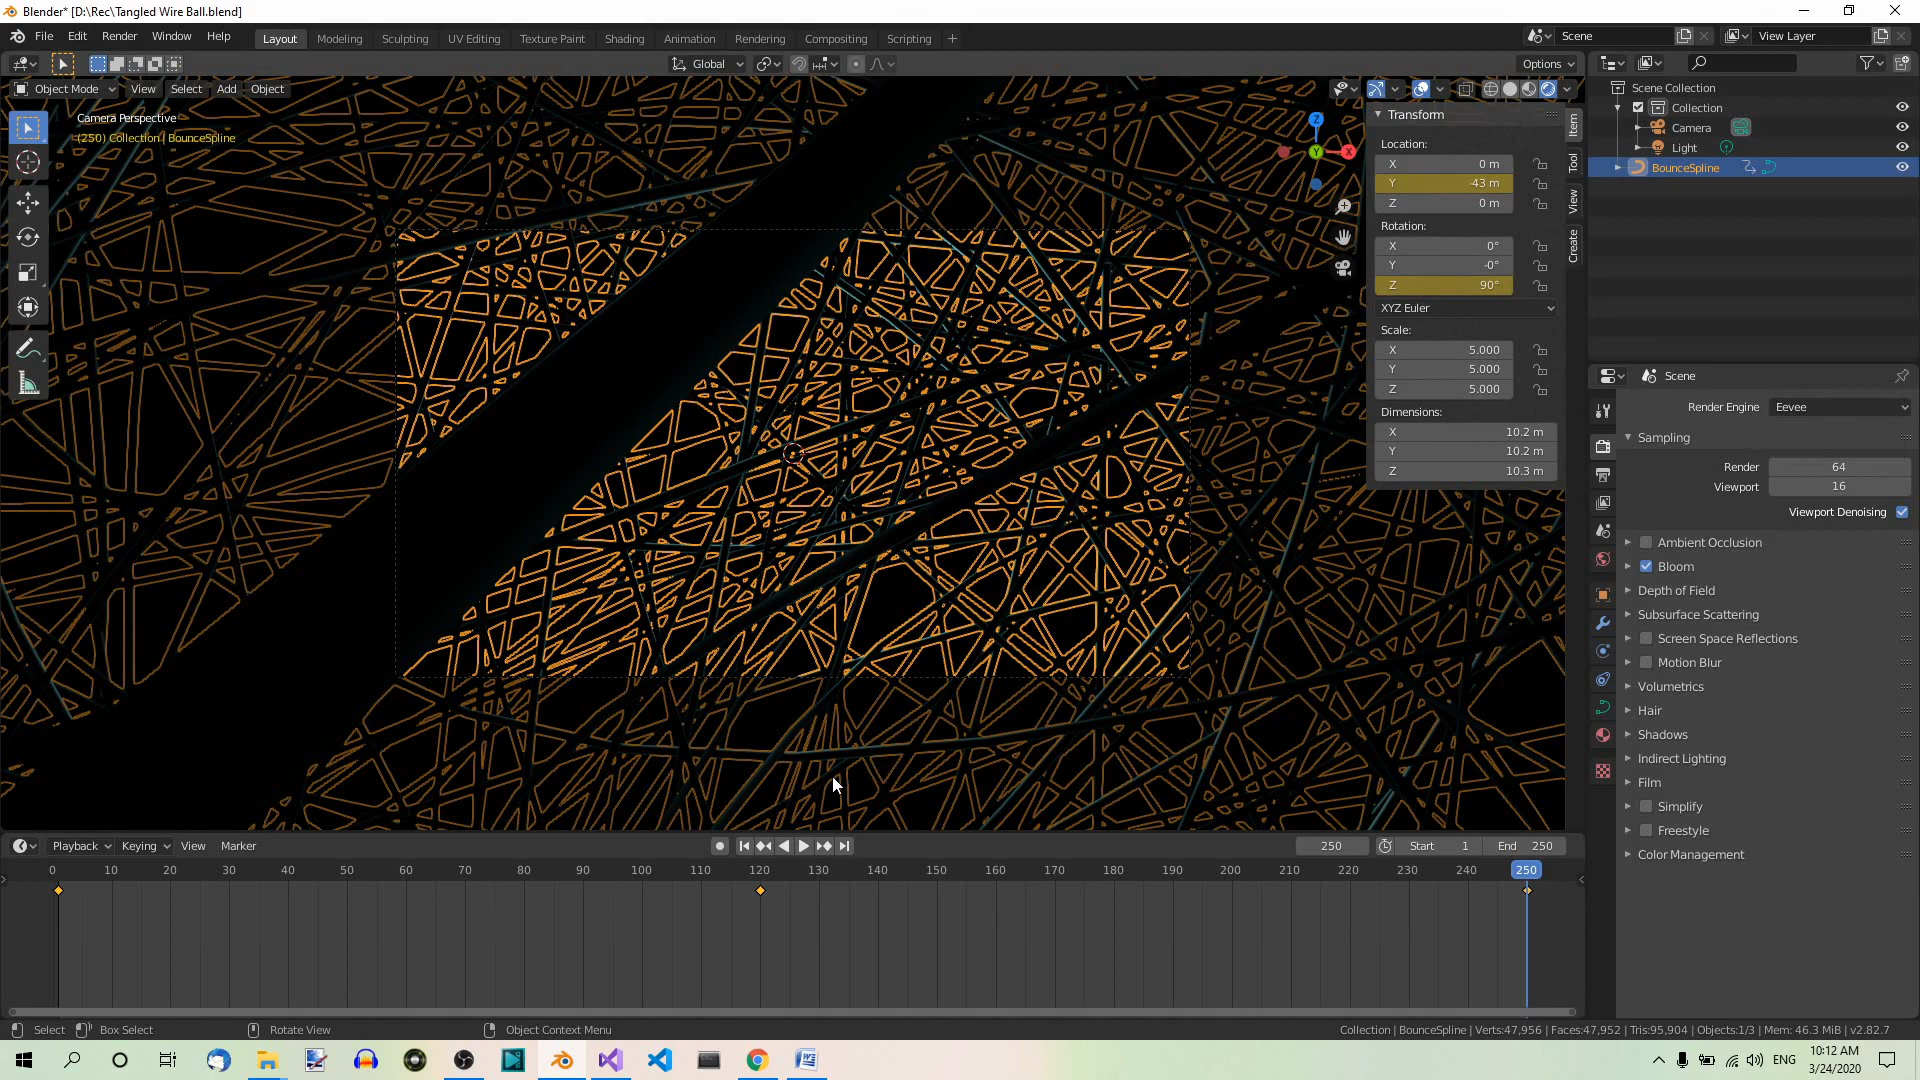 Blender* [D:\Rec\Tangled Wire Ball.blend]
File Edit Render Window Help
Layout Modeling Sculpting UV Editing Texture Paint Shading Animation Rendering Compositing Scripting +
Scene View Layer
Global Options
Object Mode View Select Add Object
Camera Perspective
(250) Collection | BounceSpline
Z
Y
X
Transform
Location:
X 0 m
Y -43 m
Z 0 m
Rotation:
X 0°
Y -0°
Z 90°
XYZ Euler
Scale:
X 5.000
Y 5.000
Z 5.000
Dimensions:
X 10.2 m
Y 10.2 m
Z 10.3 m
Item
Tool
View
Create
Scene Collection
Collection
Camera
Light
BounceSpline
Scene
Render Engine Eevee
Sampling
Render 64
Viewport 16
Viewport Denoising
Ambient Occlusion
Bloom
Depth of Field
Subsurface Scattering
Screen Space Reflections
Motion Blur
Volumetrics
Hair
Shadows
Indirect Lighting
Film
Simplify
Freestyle
Color Management
Playback Keying View Marker 250 Start 1 End 250
0 10 20 30 40 50 60 70 80 90 100 110 120 130 140 150 160 170 180 190 200 210 220 230 240 250
Select Box Select Rotate View Object Context Menu
Collection | BounceSpline | Verts:47,956 | Faces:47,952 | Tris:95,904 | Objects:1/3 | Mem: 46.3 MiB | v2.82.7
ENG
10:12 AM
3/24/2020